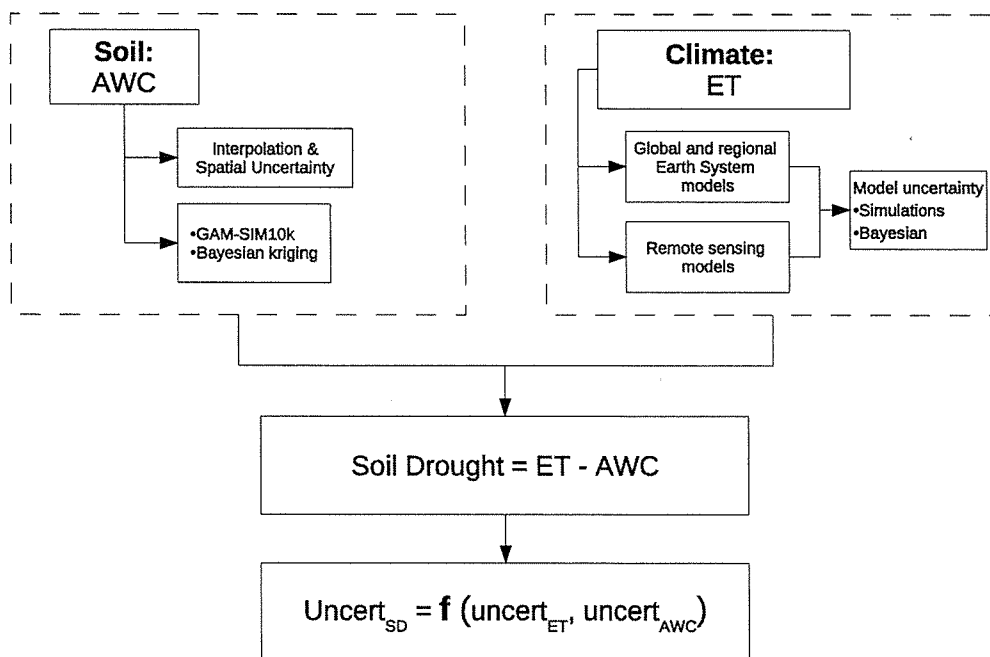 Soil:
AWC
Interpolation &
Spatial Uncertainty
•GAM-SIM10k
•Bayesian kriging
Climate:
ET
Global and regional
Earth System
models
Remote sensing
models
Model uncertainty
•Simulations
•Bayesian
Soil Drought = ET - AWC
Uncert_SD = f (uncert_ET, uncert_AWC)